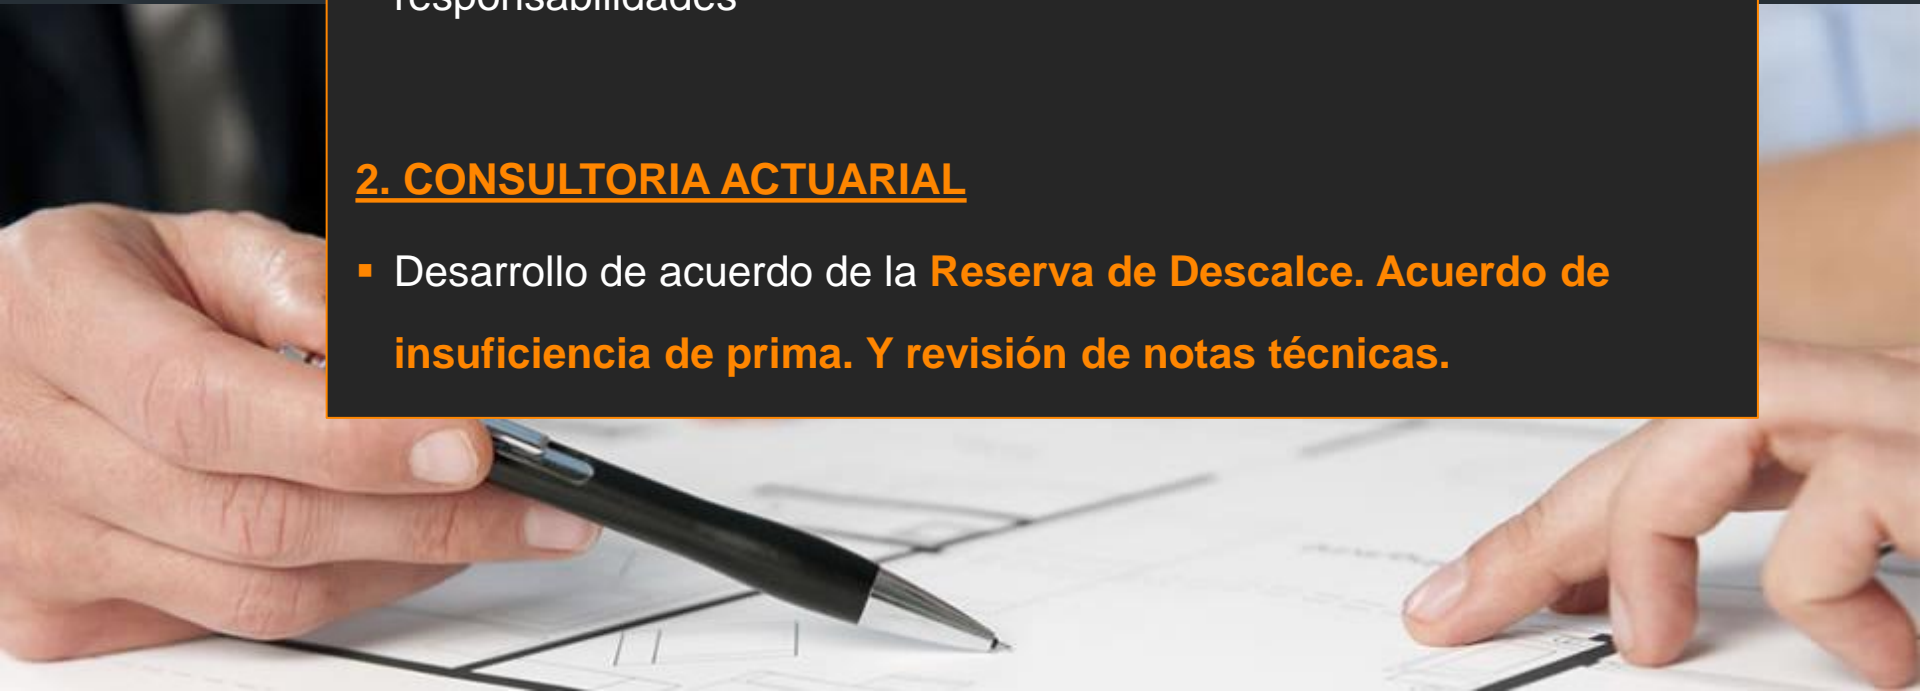 responsabilidades
2. CONSULTORIA ACTUARIAL
▪ Desarrollo de acuerdo de la Reserva de Descalce. Acuerdo de
insuficiencia de prima. Y revisión de notas técnicas.